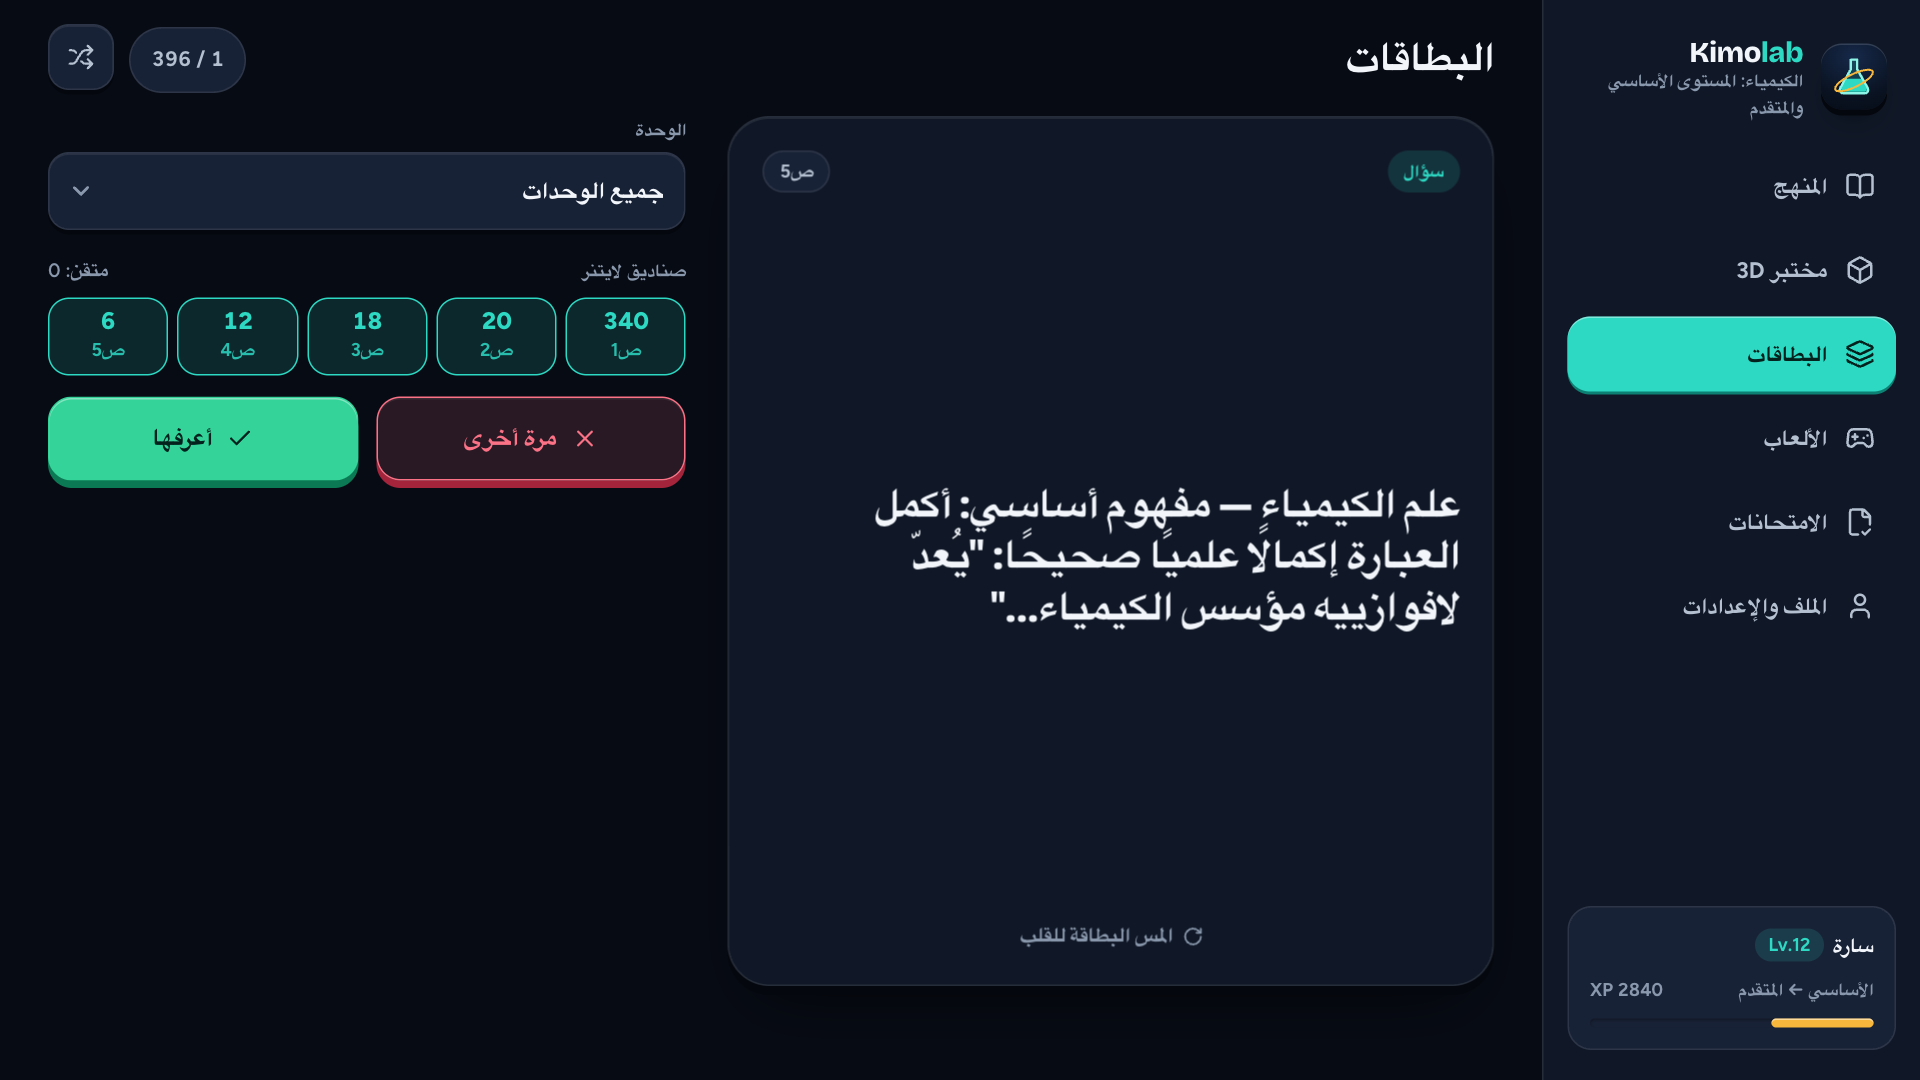 Kimolab
الكيمياء: المستوى الأساسي
والمتقدم
المنهج
مختبر 3D
البطاقات
الألعاب
الامتحانات
الملف والإعدادات
سارة Lv.12
الأساسي ← المتقدم XP 2840
البطاقات
1 / 396
سؤال
ص5
علم الكيمياء — مفهوم أساسي: أكمل
العبارة إكمالًا علميًا صحيحًا: "يُعدّ
لافوازييه مؤسس الكيمياء..."
المس البطاقة للقلب
الوحدة
جميع الوحدات
صناديق لايتنر
متقن: 0
340 20 18 12 6
ص1 ص2 ص3 ص4 ص5
مرة أخرى
أعرفها